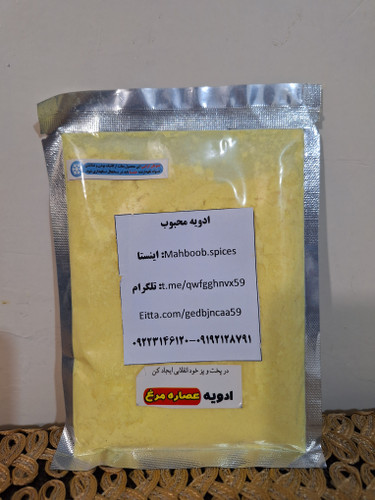 ادویه محبوب
اینستا :Mahboob.spices
تلگرام :t.me/qwfgghnvx59
Eitta.com/gedbjncaa59
۰۹۲۲۳۱۴۶۱۲۰-۰۹۱۹۲۱۲۸۷۹۱
در پخت و پز خود اتفاقی ایجاد کن
ادویه عصاره مرغ